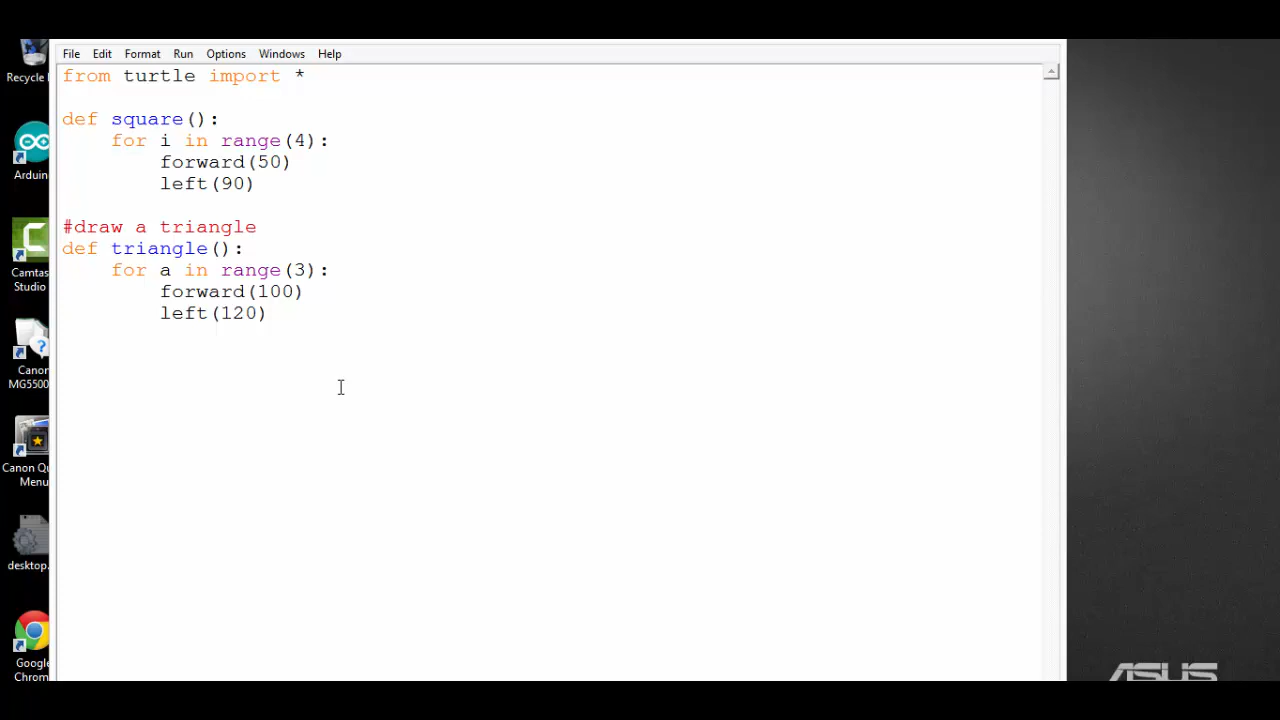 File Edit Format Run Options Windows Help
from turtle import *
def square():
    for i in range(4):
        forward(50)
        left(90)
#draw a triangle
def triangle():
    for a in range(3):
        forward(100)
        left(120)
Recycle
Arduin
Camtas
Studio
Canon
MG5500
Canon Qu
Menu
desktop.
Google
Chrom
ASUS